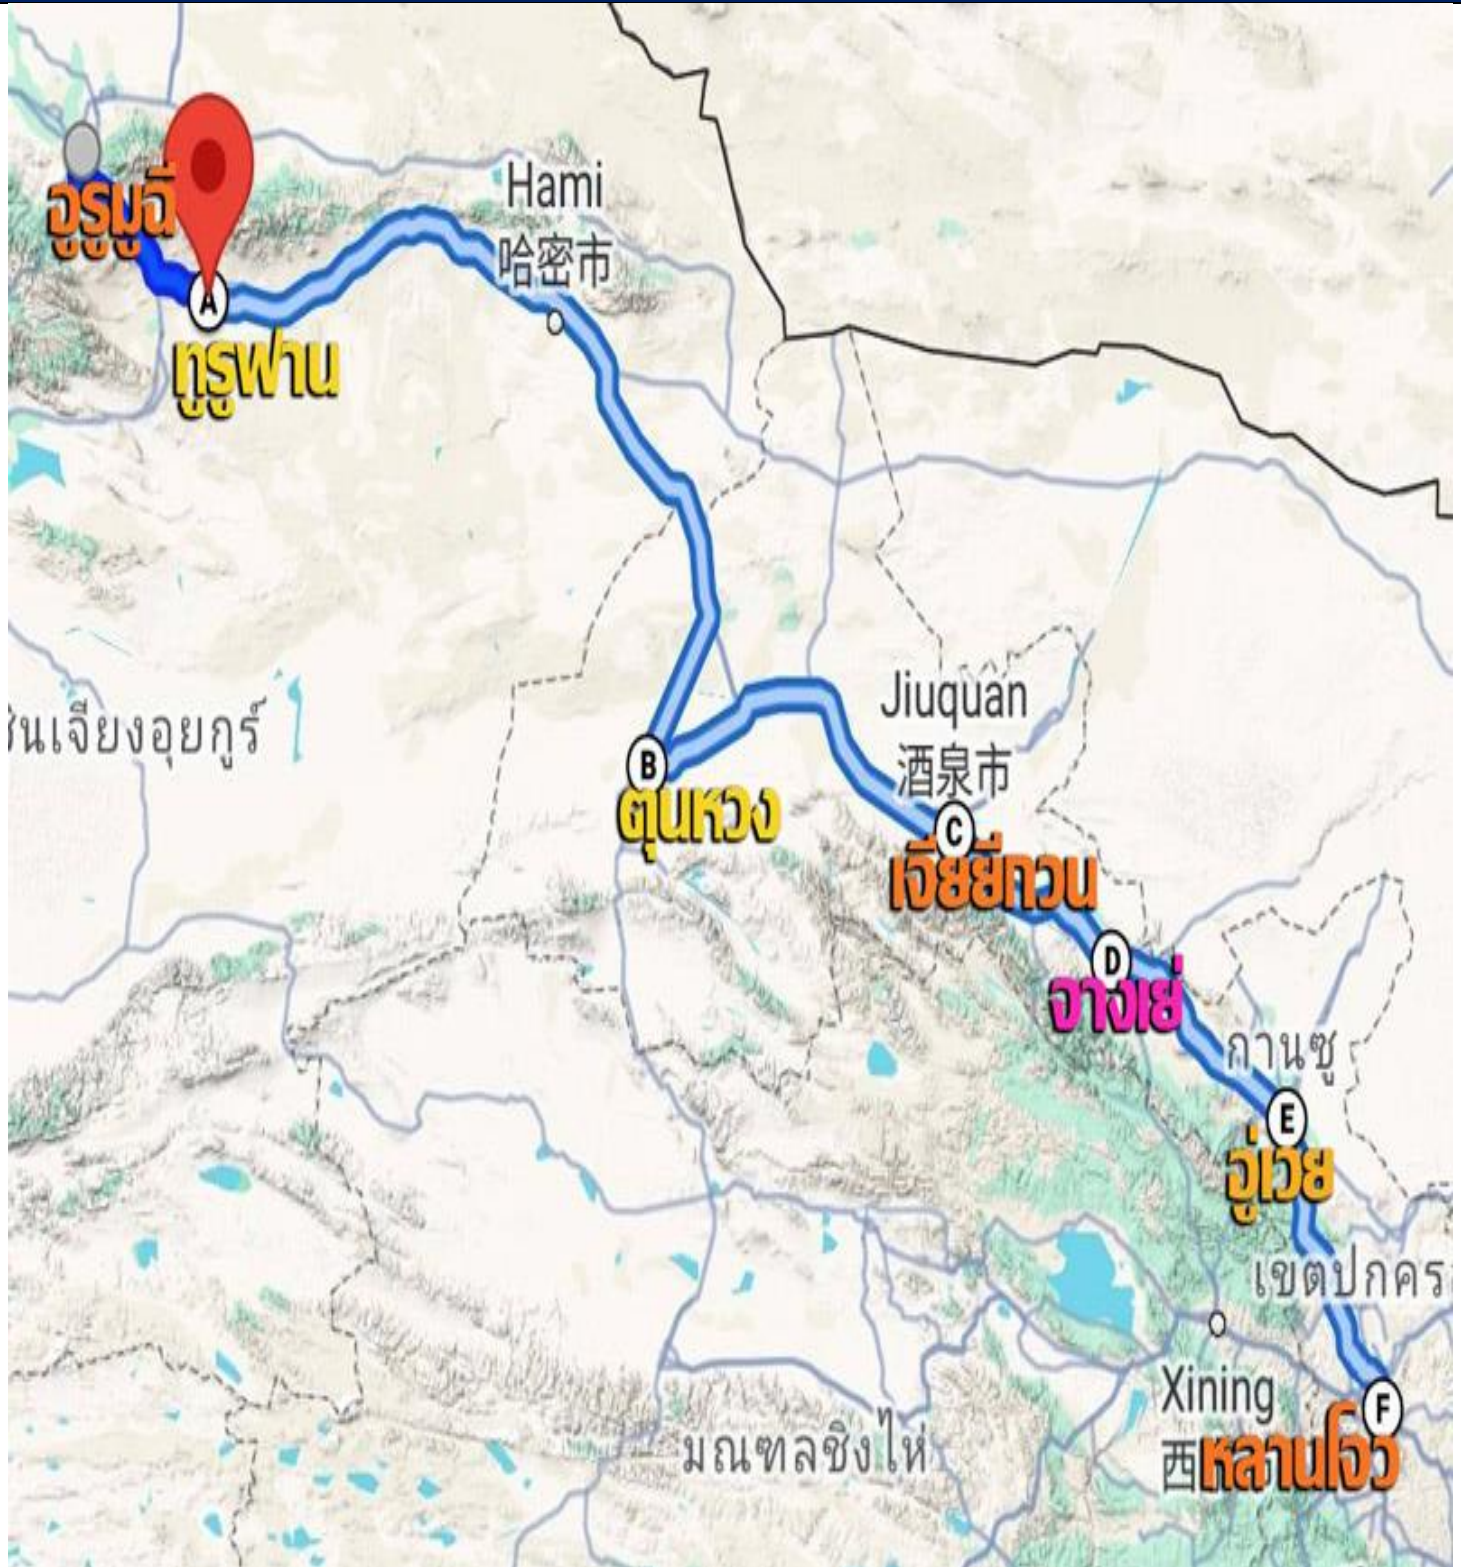 Hami
哈密市
อูรูมูฉี
A
ทูรูฟาน
Jiuquan
酒泉市
ซินเจียงอุยกูร์
B
ตุนหวง
C
เจียยี่กวน
D
จางเย่
กานซู
E
อู่เวย
เขตปกคร
Xining
西
F
หลานโจว
มณฑลชิงไห่